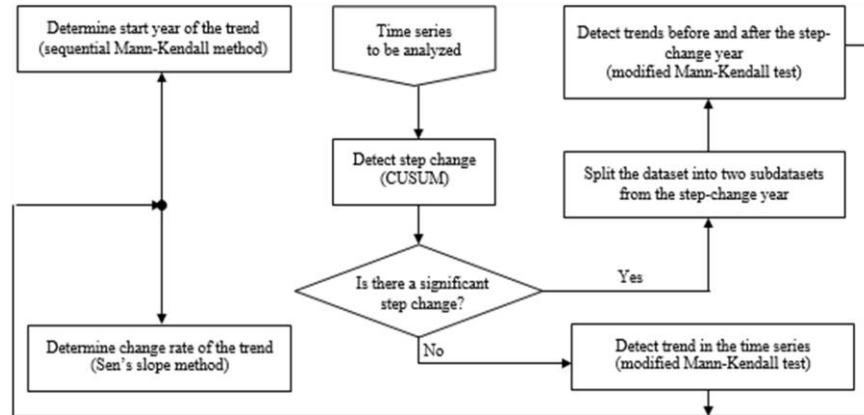 Determine start year of the trend
(sequential Mann-Kendall method)
Time series
to be analyzed
Detect trends before and after the step-
change year
(modified Mann-Kendall test)
Detect step change
(CUSUM)
Split the dataset into two subdatasets
from the step-change year
Is there a significant
step change?
Yes
No
Determine change rate of the trend
(Sen's slope method)
Detect trend in the time series
(modified Mann-Kendall test)